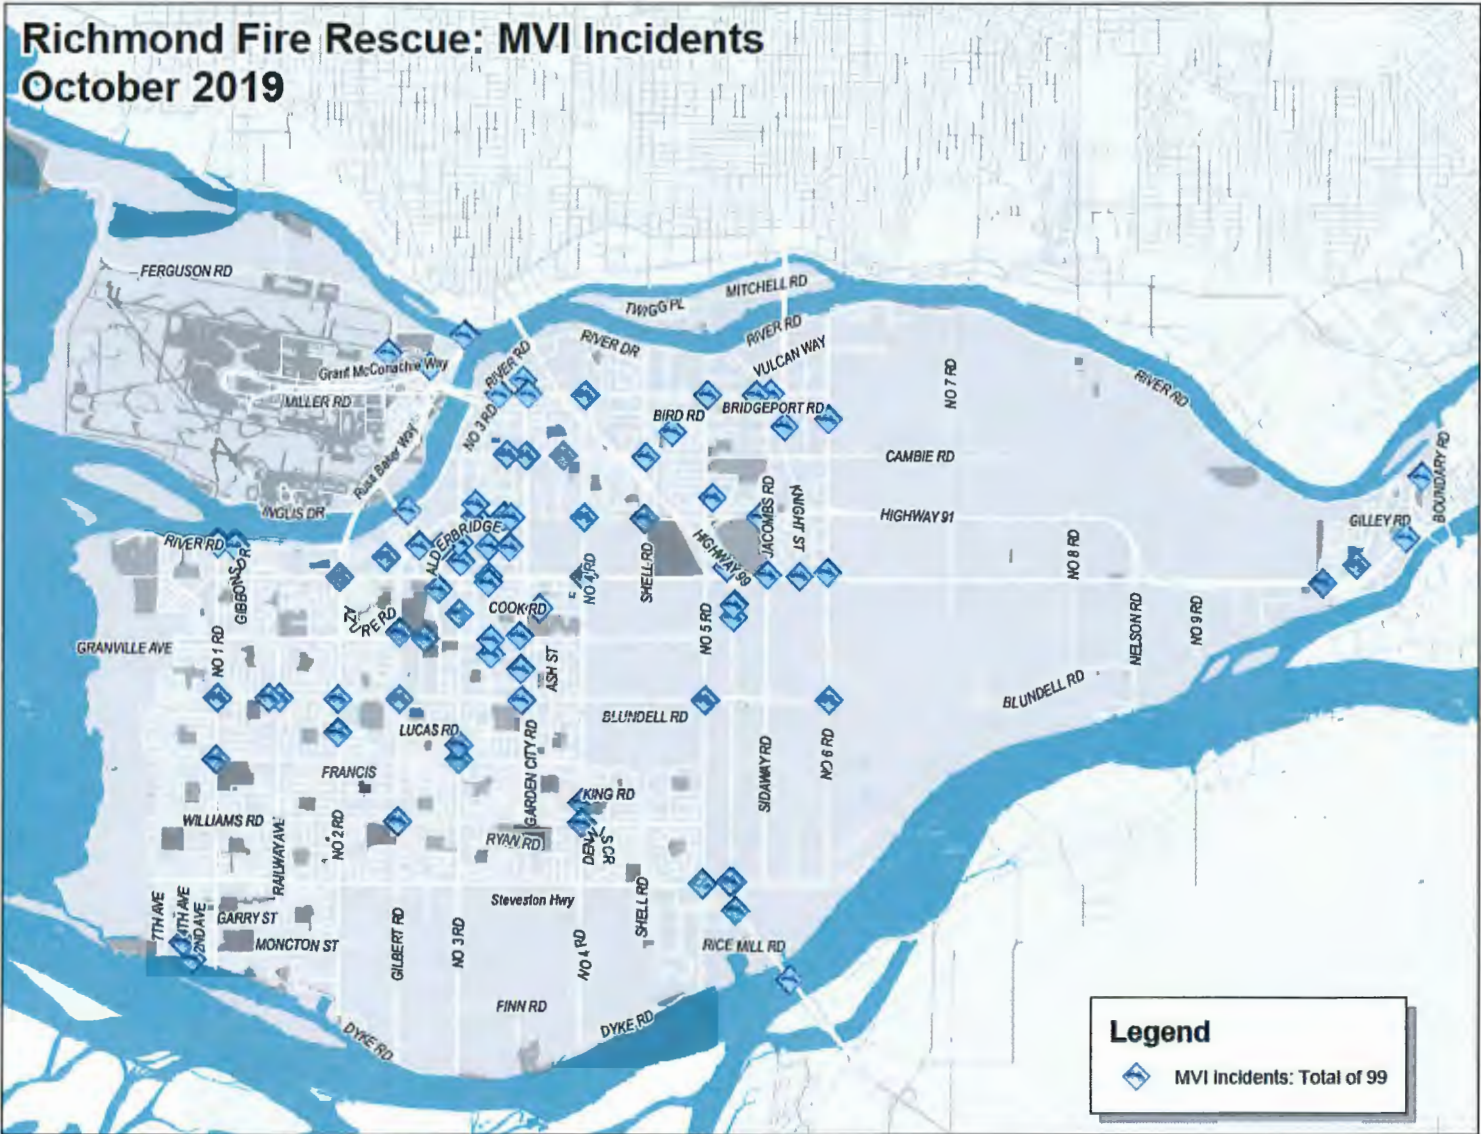 Richmond Fire Rescue: MVI Incidents
October 2019
FERGUSON RD
TWIGG PL
MITCHELL RD
RIVER DR
RIVER RD
RIVER RD
VULCAN WAY
Grant McConachie Way
MILLER RD
NO 3 RD
NO 7 RD
RIVER RD
BIRD RD
BRIDGEPORT RD
Russ Baker Way
CAMBIE RD
BOUNDARY RD
INGLIS DR
JACOMBS RD
KNIGHT ST
HIGHWAY 91
GILLEY RD
RIVER RD
ALDERBRIDGE
HIGHWAY 99
GIBBONS DR
NO 4 RD
SHELL RD
NO 8 RD
COOK RD
AZURE RD
NO 5 RD
NELSON RD
NO 9 RD
GRANVILLE AVE
NO 1 RD
ASH ST
BLUNDELL RD
BLUNDELL RD
LUCAS RD
GARDEN CITY RD
SIDAWAY RD
NO 6 RD
FRANCIS
KING RD
WILLIAMS RD
RAILWAY AVE
NO 2 RD
RYAN RD
Steveston Hwy
7TH AVE
4TH AVE
2ND AVE
GARRY ST
MONCTON ST
GILBERT RD
NO 3 RD
NO 4 RD
SHELL RD
RICE MILL RD
FINN RD
DYKE RD
DYKE RD
Legend
MVI incidents: Total of 99